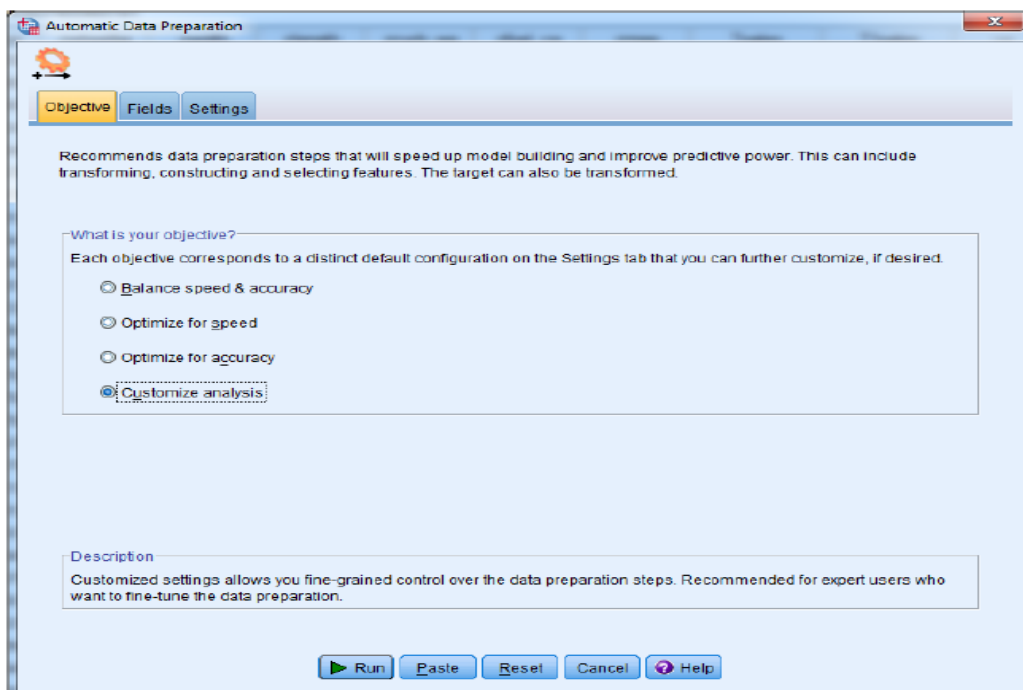 Automatic Data Preparation
Objective Fields Settings
Recommends data preparation steps that will speed up model building and improve predictive power. This can include
transforming, constructing and selecting features. The target can also be transformed.
What is your objective?
Each objective corresponds to a distinct default configuration on the Settings tab that you can further customize, if desired.
Balance speed & accuracy
Optimize for speed
Optimize for accuracy
Customize analysis
Description
Customized settings allows you fine-grained control over the data preparation steps. Recommended for expert users who
want to fine-tune the data preparation.
Run Paste Reset Cancel Help